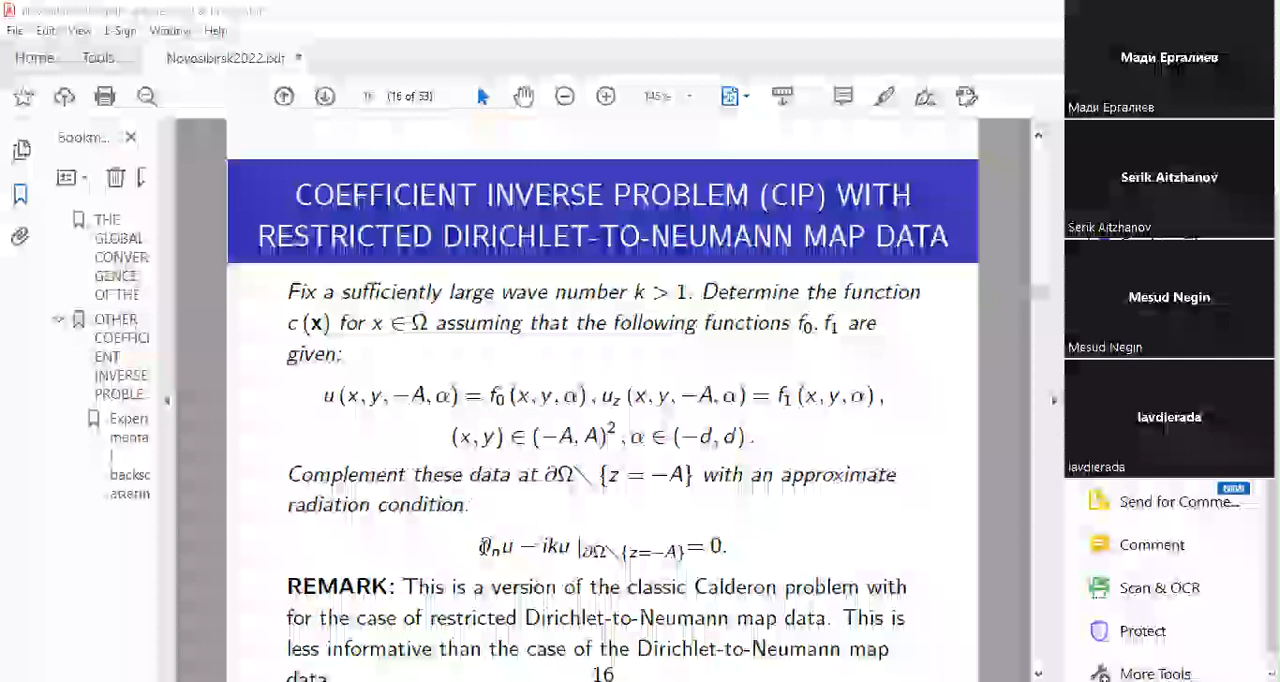 File Edit View E-Sign Window Help
Home Tools Novosibirsk2022.pdf
16 (16 of 53) 145%
Bookm...
THE
GLOBAL
CONVER
GENCE
OF THE
OTHER
COEFFICI
ENT
INVERSE
PROBLE
Experi
menta
l
backsc
atterin
COEFFICIENT INVERSE PROBLEM (CIP) WITH
RESTRICTED DIRICHLET-TO-NEUMANN MAP DATA
Fix a sufficiently large wave number k > 1. Determine the function
c (x) for x ∈ Ω assuming that the following functions f₀, f₁ are
given:
u (x, y, −A, α) = f₀ (x, y, α) , u_z (x, y, −A, α) = f₁ (x, y, α) ,
(x, y) ∈ (−A, A)² , α ∈ (−d, d) .
Complement these data at ∂Ω∖ {z = −A} with an approximate
radiation condition:
∂ₙu − iku |∂Ω∖{z=−A}= 0.
REMARK: This is a version of the classic Calderon problem with
for the case of restricted Dirichlet-to-Neumann map data. This is
less informative than the case of the Dirichlet-to-Neumann map
data.
16
Мади Ергалиев
Мади Ергалиев
Serik Aitzhanov
Serik Aitzhanov
Mesud Negin
Mesud Negin
lavdierada
lavdierada
Send for Comme...
Comment
Scan & OCR
Protect
More Tools